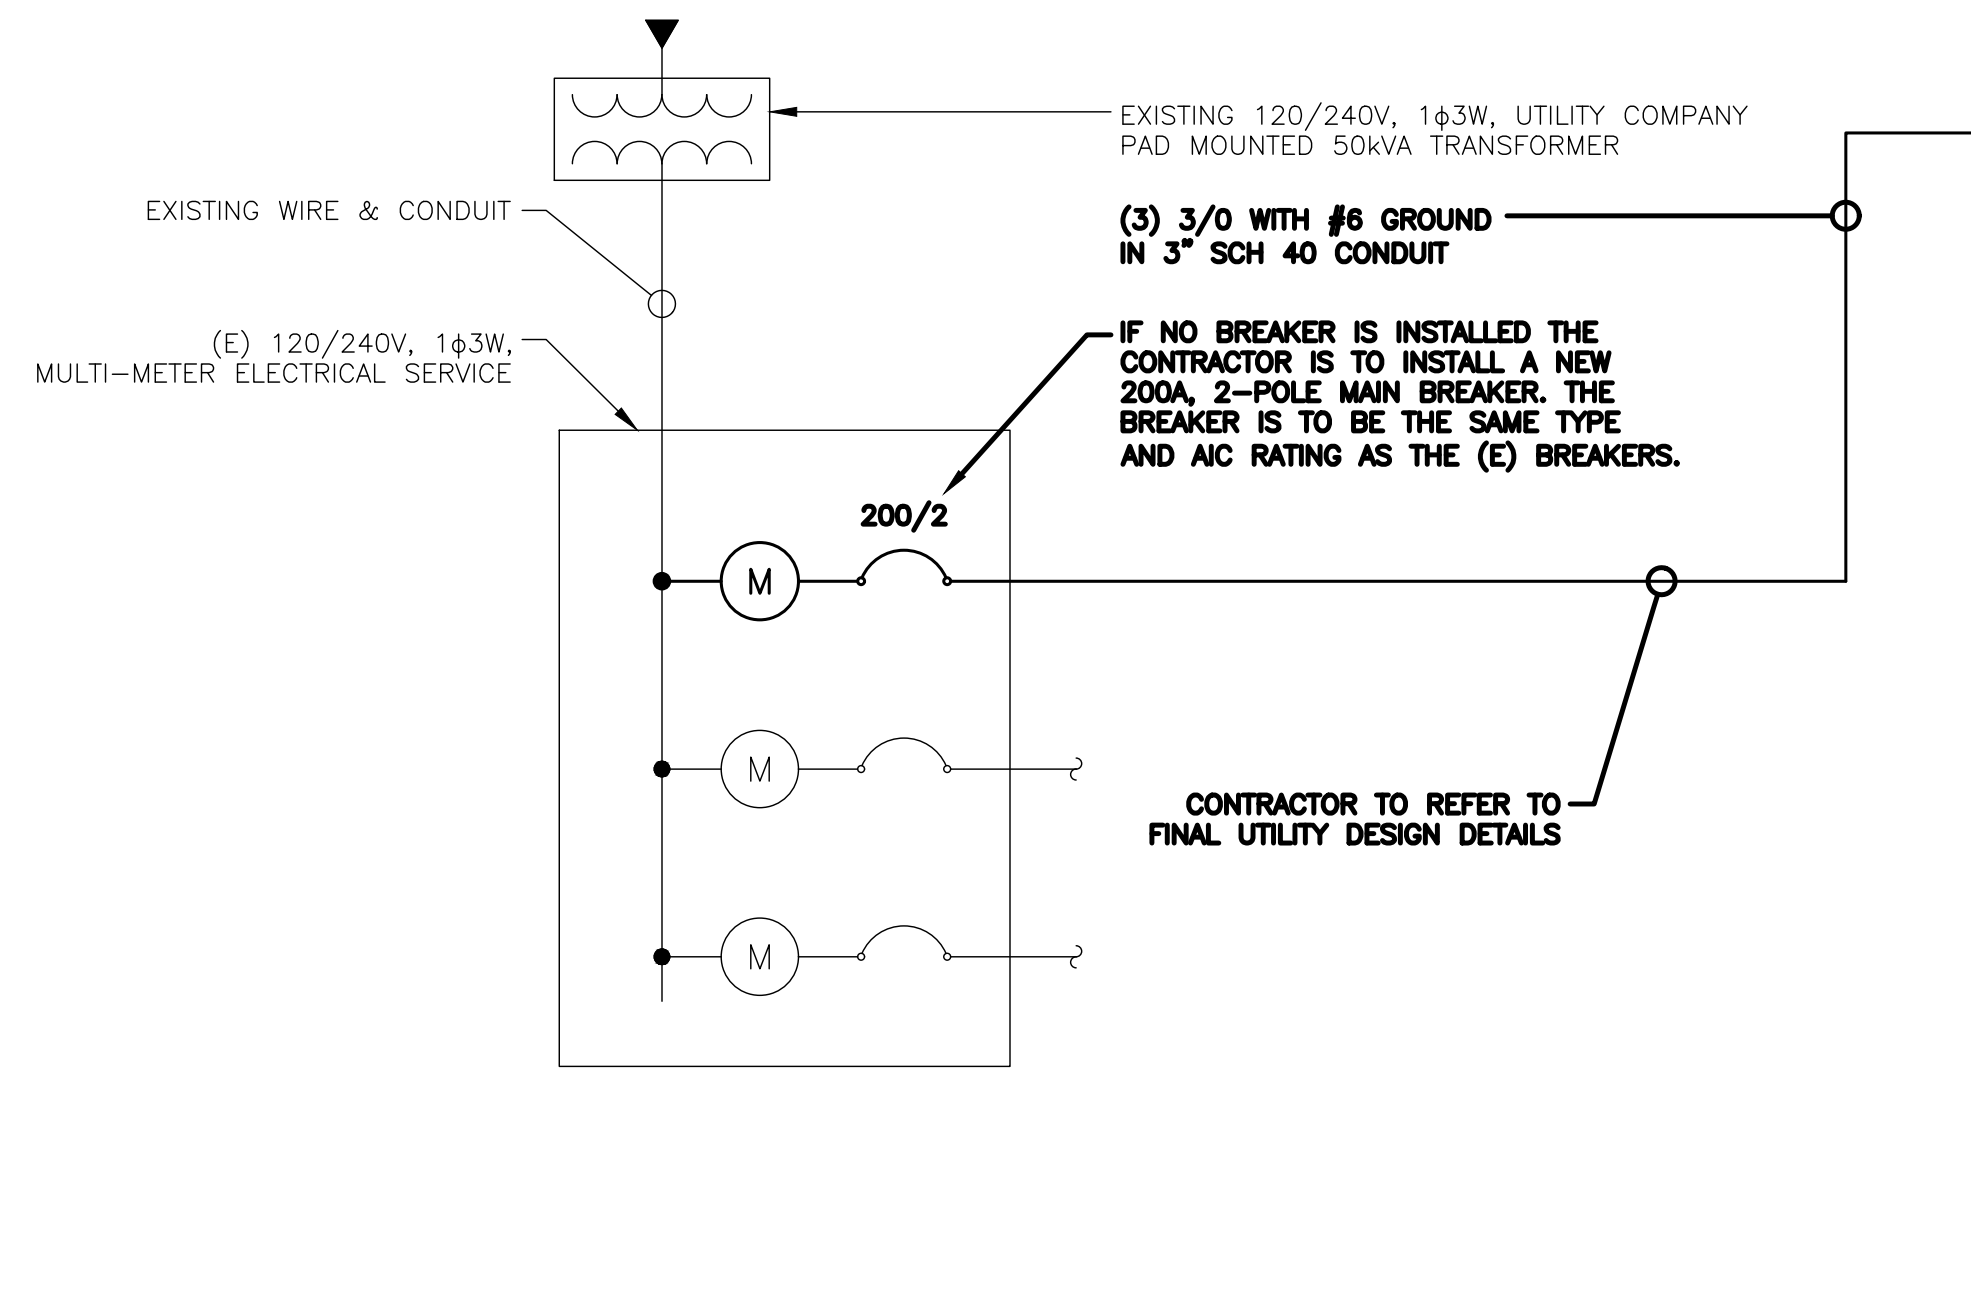 EXISTING 120/240V, 1ϕ3W, UTILITY COMPANY
PAD MOUNTED 50kVA TRANSFORMER
EXISTING WIRE & CONDUIT
(3) 3/0 WITH #6 GROUND
IN 3" SCH 40 CONDUIT
(E) 120/240V, 1ϕ3W,
MULTI-METER ELECTRICAL SERVICE
IF NO BREAKER IS INSTALLED THE
CONTRACTOR IS TO INSTALL A NEW
200A, 2-POLE MAIN BREAKER. THE
BREAKER IS TO BE THE SAME TYPE
AND AIC RATING AS THE (E) BREAKERS.
200/2
M
M
CONTRACTOR TO REFER TO
FINAL UTILITY DESIGN DETAILS
M